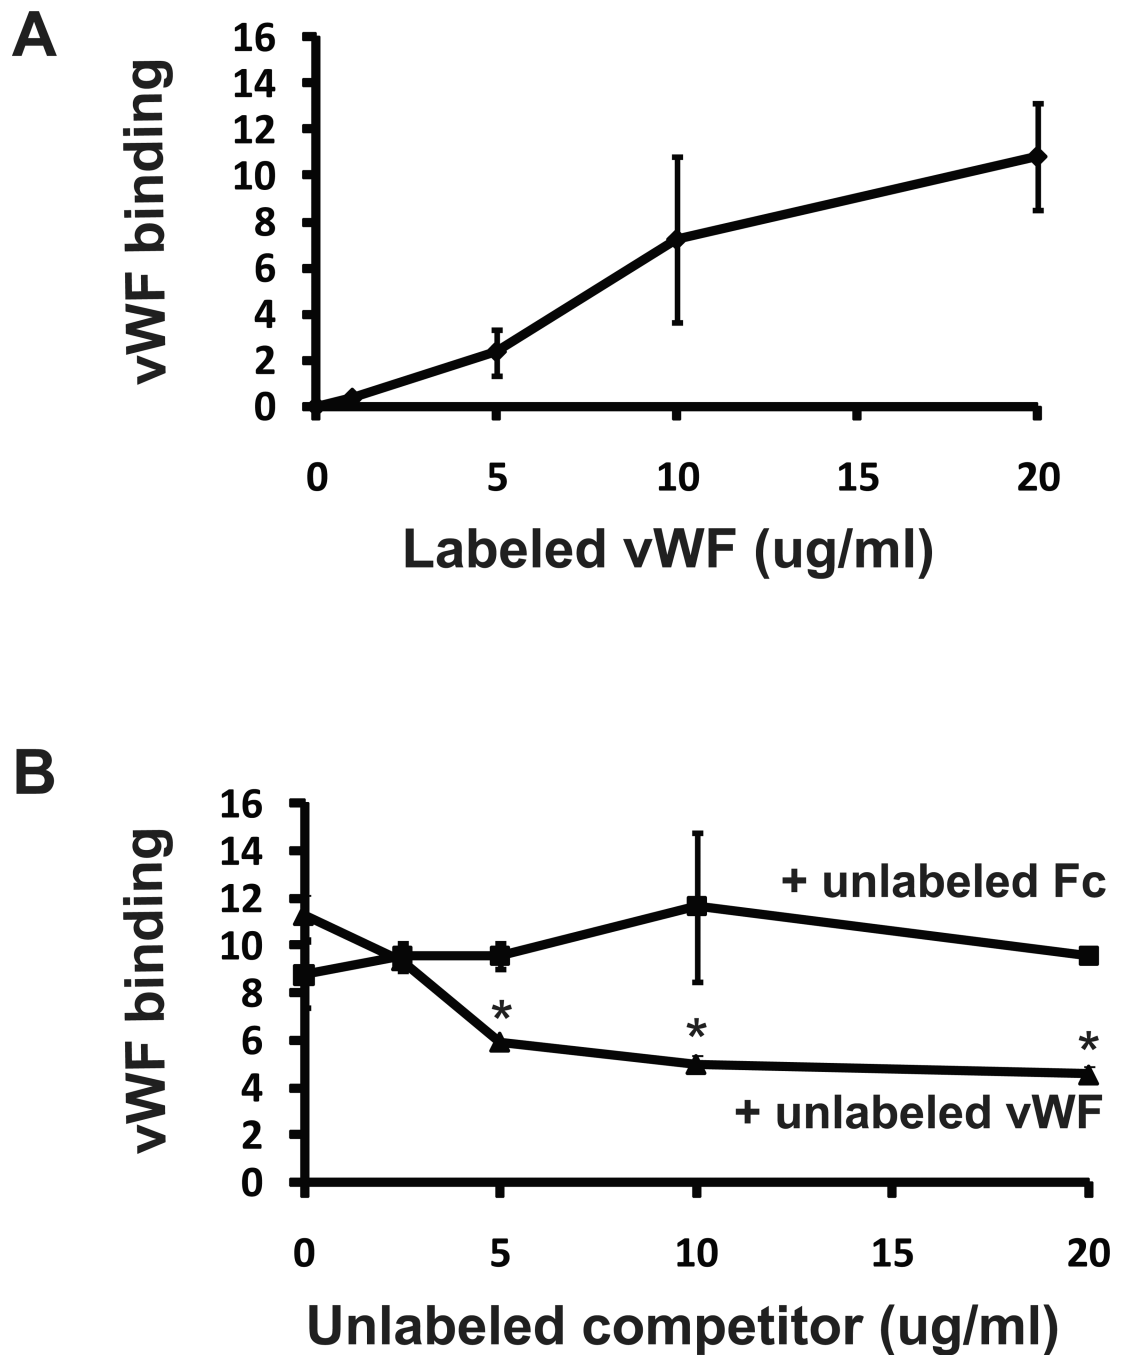 A
vWF binding
16
14
12
10
8
6
4
2
0
0 5 10 15 20
Labeled vWF (ug/ml)
B
vWF binding
16
14
12
10
8
6
4
2
0
+ unlabeled Fc
* * *
+ unlabeled vWF
0 5 10 15 20
Unlabeled competitor (ug/ml)